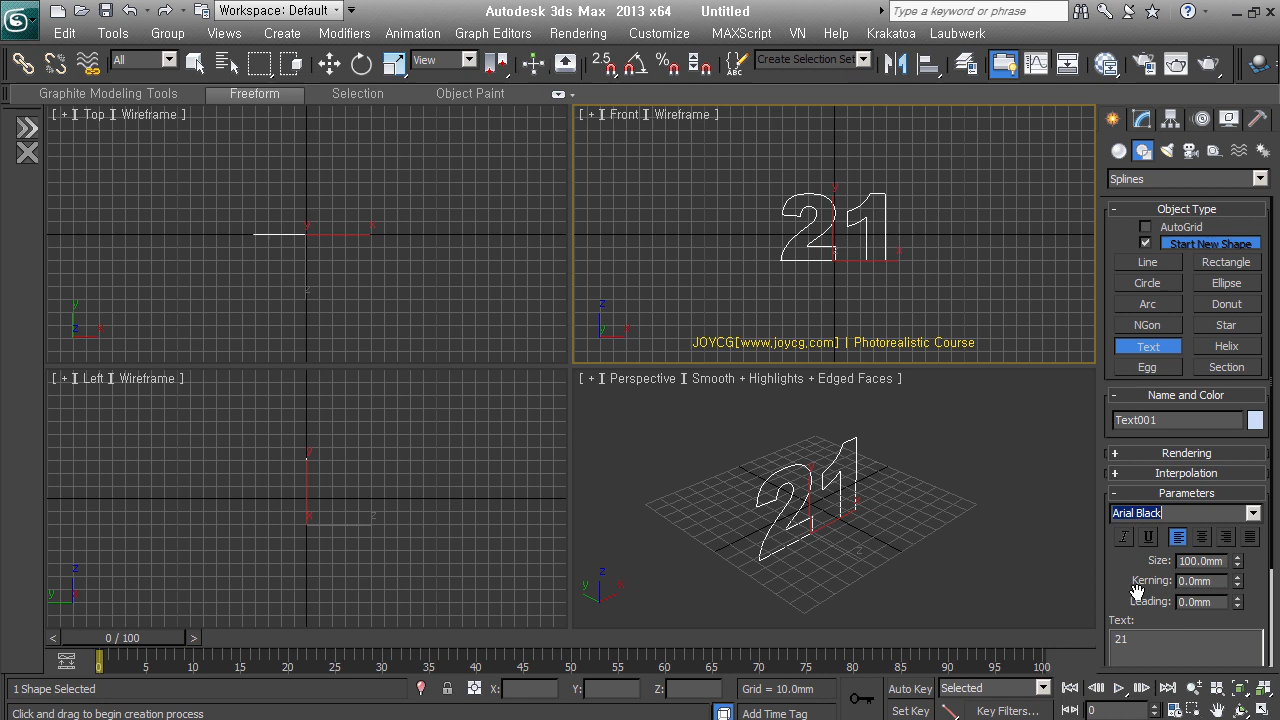 Workspace: Default
Autodesk 3ds Max 2013 x64
Untitled
Type a keyword or phrase
Edit
Tools
Group
Views
Create
Modifiers
Animation
Graph Editors
Rendering
Customize
MAXScript
VN
Help
Krakatoa
Laubwerk
All
View
2.5
Create Selection Set
Graphite Modeling Tools
Freeform
Selection
Object Paint
[ + ] Top ] Wireframe ]
[ + ] Front ] Wireframe ]
21
JOYCG[www.joycg.com] | Photorealistic Course
[ + ] Left ] Wireframe ]
[ + ] Perspective ] Smooth + Highlights + Edged Faces ]
21
Splines
Object Type
AutoGrid
Start New Shape
Line
Rectangle
Circle
Ellipse
Arc
Donut
NGon
Star
Text
Helix
Egg
Section
Name and Color
Text001
Rendering
Interpolation
Parameters
Arial Black
Size: 100.0mm
Kerning: 0.0mm
Leading: 0.0mm
Text:
21
0 / 100
0 5 10 15 20 25 30 35 40 45 50 55 60 65 70 75 80 85 90 95 100
1 Shape Selected
X:
Y:
Z:
Grid = 10.0mm
Auto Key
Selected
Click and drag to begin creation process
Add Time Tag
Set Key
Key Filters...
0